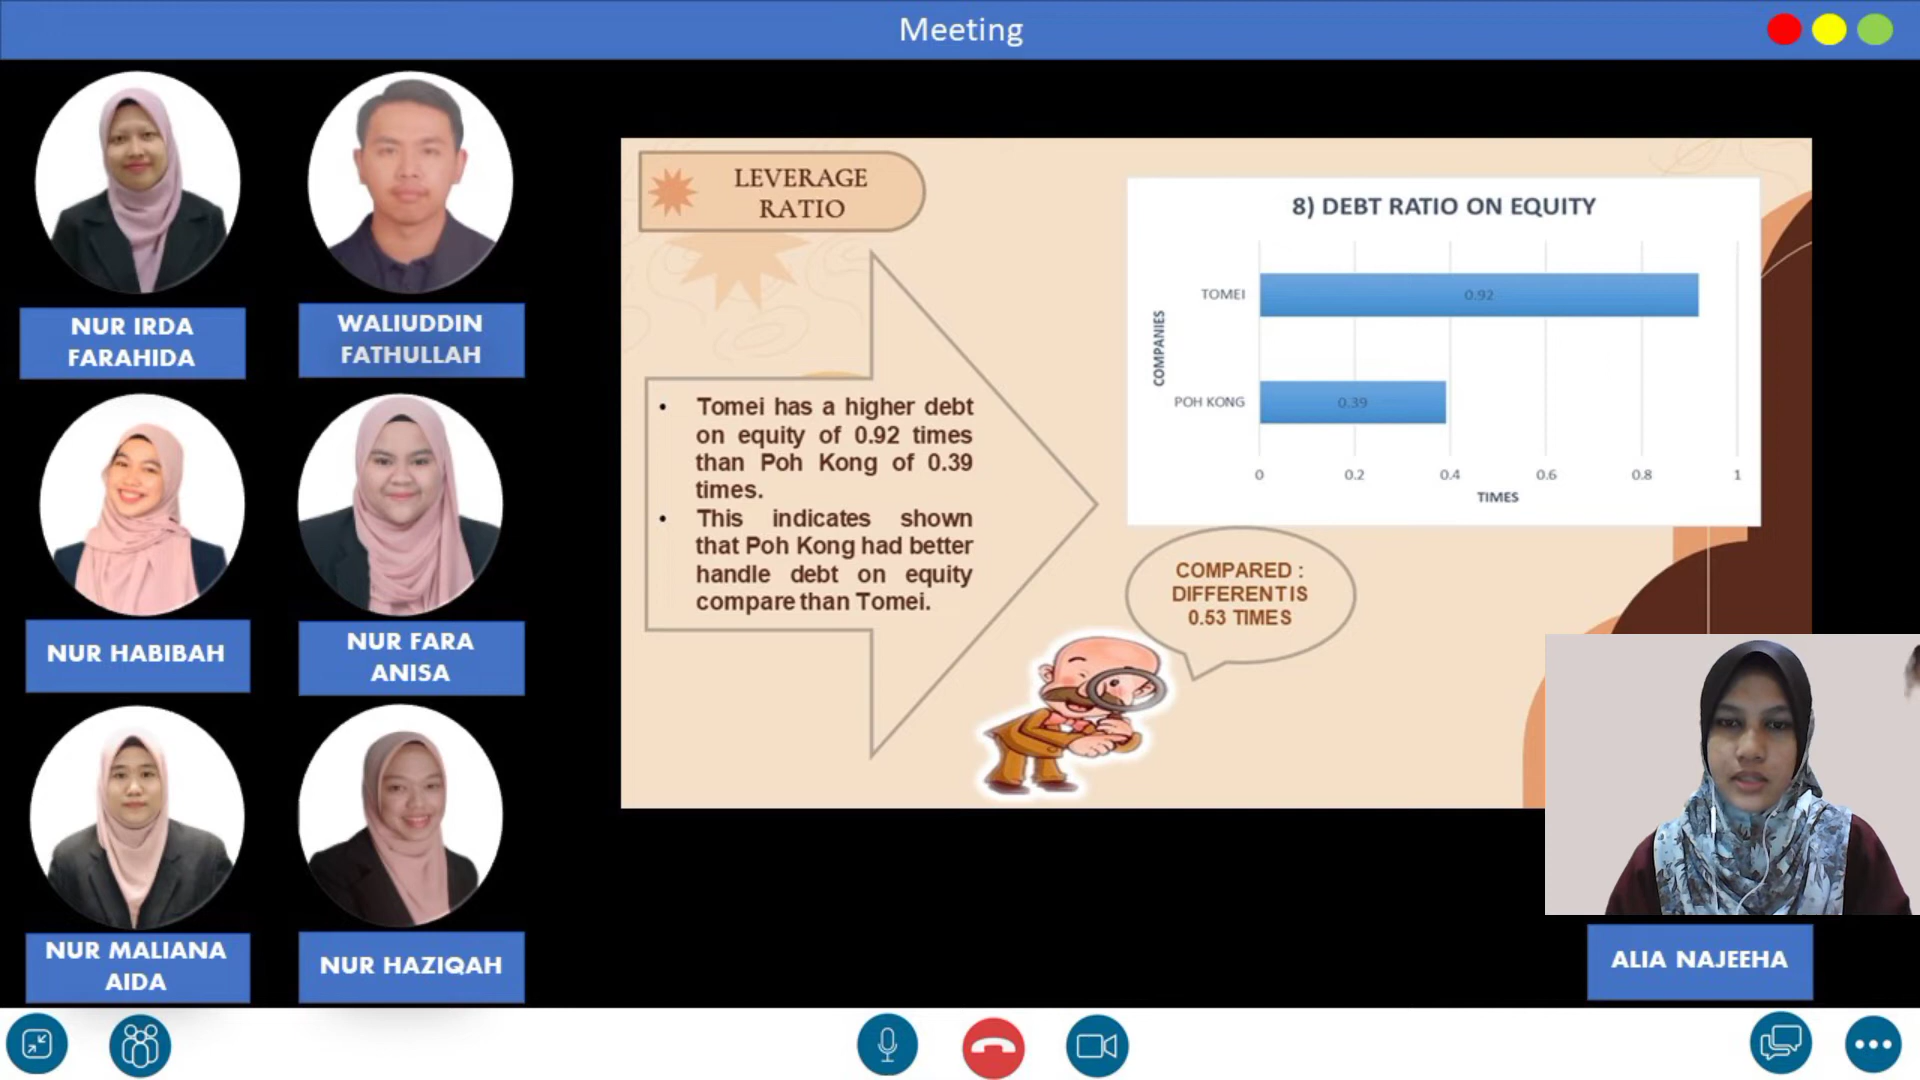 Meeting
NUR IRDA
FARAHIDA
WALIUDDIN
FATHULLAH
NUR HABIBAH
NUR FARA
ANISA
NUR MALIANA
AIDA
NUR HAZIQAH
LEVERAGE
RATIO
• Tomei has a higher debt
on equity of 0.92 times
than Poh Kong of 0.39
times.
• This indicates shown
that Poh Kong had better
handle debt on equity
compare than Tomei.
8) DEBT RATIO ON EQUITY
COMPANIES
TOMEI
0.92
POH KONG
0.39
0 0.2 0.4 0.6 0.8 1
TIMES
COMPARED :
DIFFERENT IS
0.53 TIMES
ALIA NAJEEHA